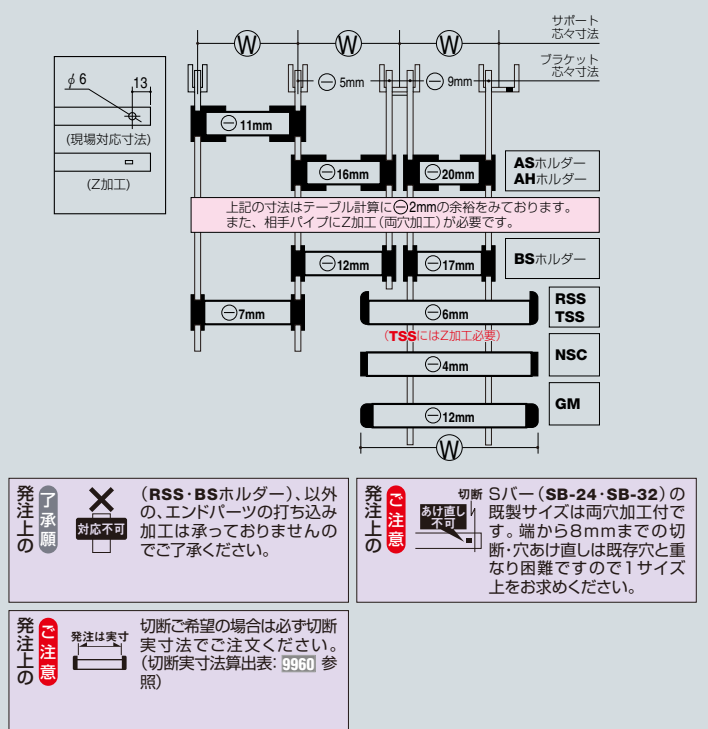 サポート
芯々寸法
W W W
ブラケット
芯々寸法
⊖ 5mm ⊖ 9mm
φ6 13
(現場対応寸法)
(Z加工)
⊖ 11mm
⊖16mm ⊖20mm
ASホルダー
AHホルダー
上記の寸法はテーブル計算に⊖2mmの余裕をみております。
また、相手パイプにZ加工(両穴加工)が必要です。
⊖12mm ⊖17mm
BSホルダー
⊖7mm
⊖6mm
RSS
TSS
(TSSにはZ加工必要)
⊖4mm
NSC
⊖12mm
GM
W
発注上の
了承願
対応不可
(RSS・BSホルダー)、以外
の、エンドパーツの打ち込み
加工は承っておりませんの
でご了承ください。
発注上の
ご注意
切断
あけ直し
不可
Sバー(SB-24・SB-32)の
既製サイズは両穴加工付で
す。端から8mmまでの切
断・穴あけ直しは既存穴と重
なり困難ですので1サイズ
上をお求めください。
発注上の
ご注意
発注は実寸
切断ご希望の場合は必ず切断
実寸法でご注文ください。
(切断実寸法算出表: 9960 参
照)